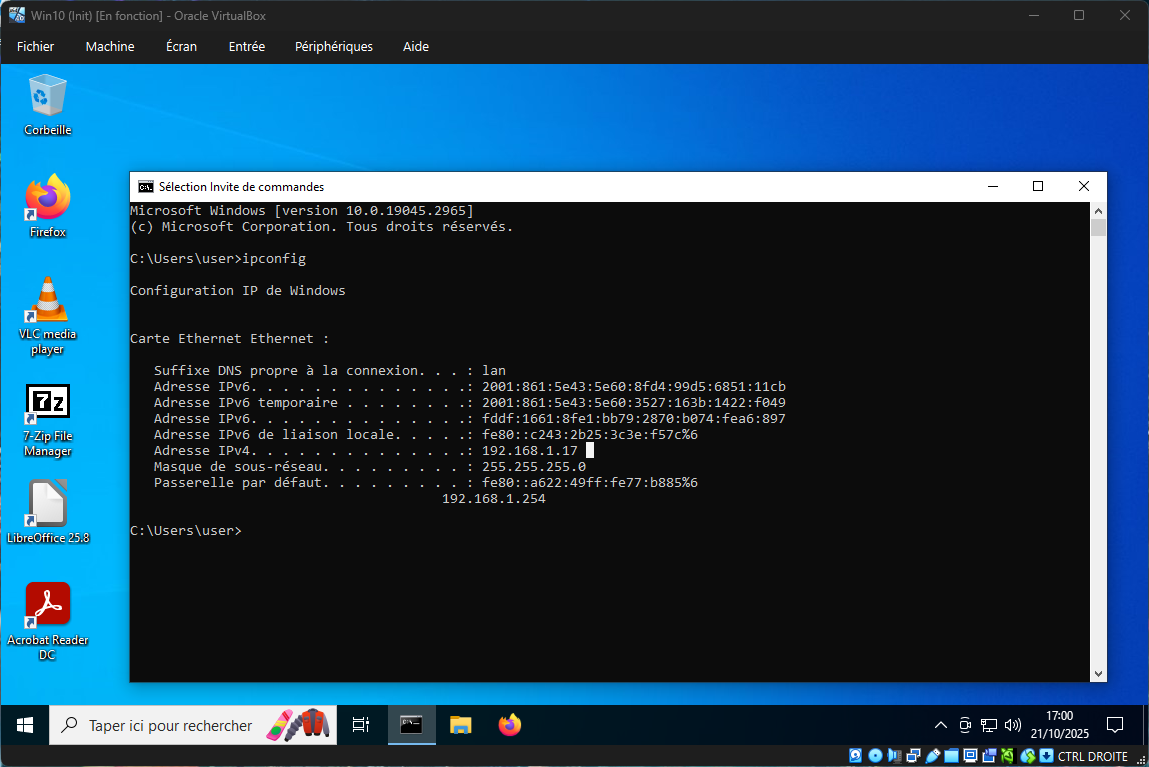 Win10 (Init) [En fonction] - Oracle VirtualBox
Fichier Machine Écran Entrée Périphériques Aide
Corbeille
Firefox
VLC media
player
7z
7-Zip File
Manager
LibreOffice 25.8
Acrobat Reader
DC
Sélection Invite de commandes
Microsoft Windows [version 10.0.19045.2965]
(c) Microsoft Corporation. Tous droits réservés.
C:\Users\user>ipconfig
Configuration IP de Windows
Carte Ethernet Ethernet :
Suffixe DNS propre à la connexion. . . : lan
Adresse IPv6. . . . . . . . . . . . . .: 2001:861:5e43:5e60:8fd4:99d5:6851:11cb
Adresse IPv6 temporaire . . . . . . . .: 2001:861:5e43:5e60:3527:163b:1422:f049
Adresse IPv6. . . . . . . . . . . . . .: fddf:1661:8fe1:bb79:2870:b074:fea6:897
Adresse IPv6 de liaison locale. . . . .: fe80::c243:2b25:3c3e:f57c%6
Adresse IPv4. . . . . . . . . . . . . .: 192.168.1.17
Masque de sous-réseau. . . . . . . . . : 255.255.255.0
Passerelle par défaut. . . . . . . . . : fe80::a622:49ff:fe77:b885%6
192.168.1.254
C:\Users\user>
Taper ici pour rechercher
17:00
21/10/2025
CTRL DROITE